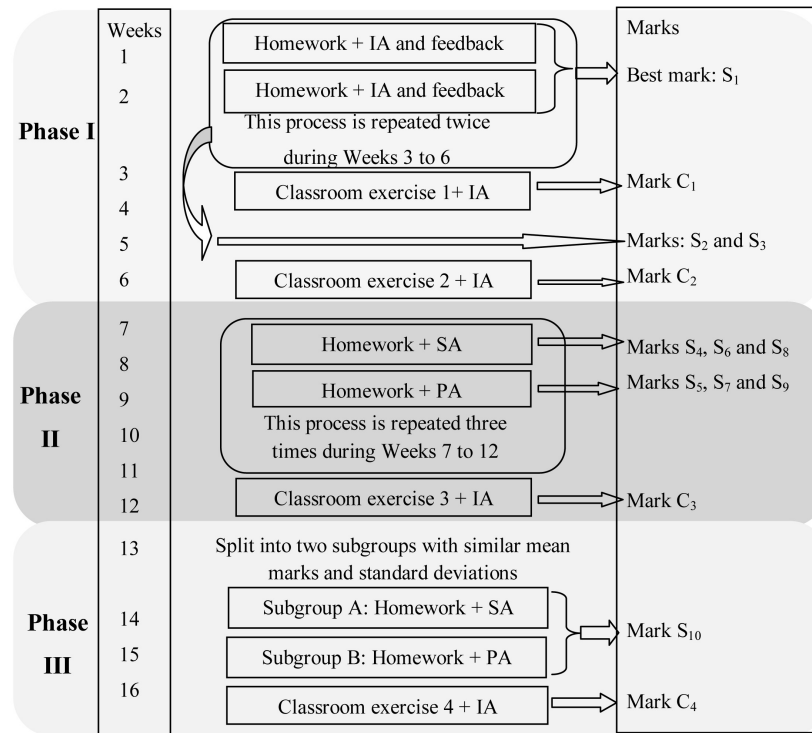 Weeks
Marks
1
Homework + IA and feedback
Best mark: S₁
2
Homework + IA and feedback
Phase I
This process is repeated twice
during Weeks 3 to 6
3
Classroom exercise 1+ IA
Mark C₁
4
5
Marks: S₂ and S₃
6
Classroom exercise 2 + IA
Mark C₂
7
Homework + SA
Marks S₄, S₆ and S₈
8
Phase
II
9
Homework + PA
Marks S₅, S₇ and S₉
10
This process is repeated three
times during Weeks 7 to 12
11
12
Classroom exercise 3 + IA
Mark C₃
13
Split into two subgroups with similar mean
marks and standard deviations
Phase
III
14
Subgroup A: Homework + SA
Mark S₁₀
15
Subgroup B: Homework + PA
16
Classroom exercise 4 + IA
Mark C₄